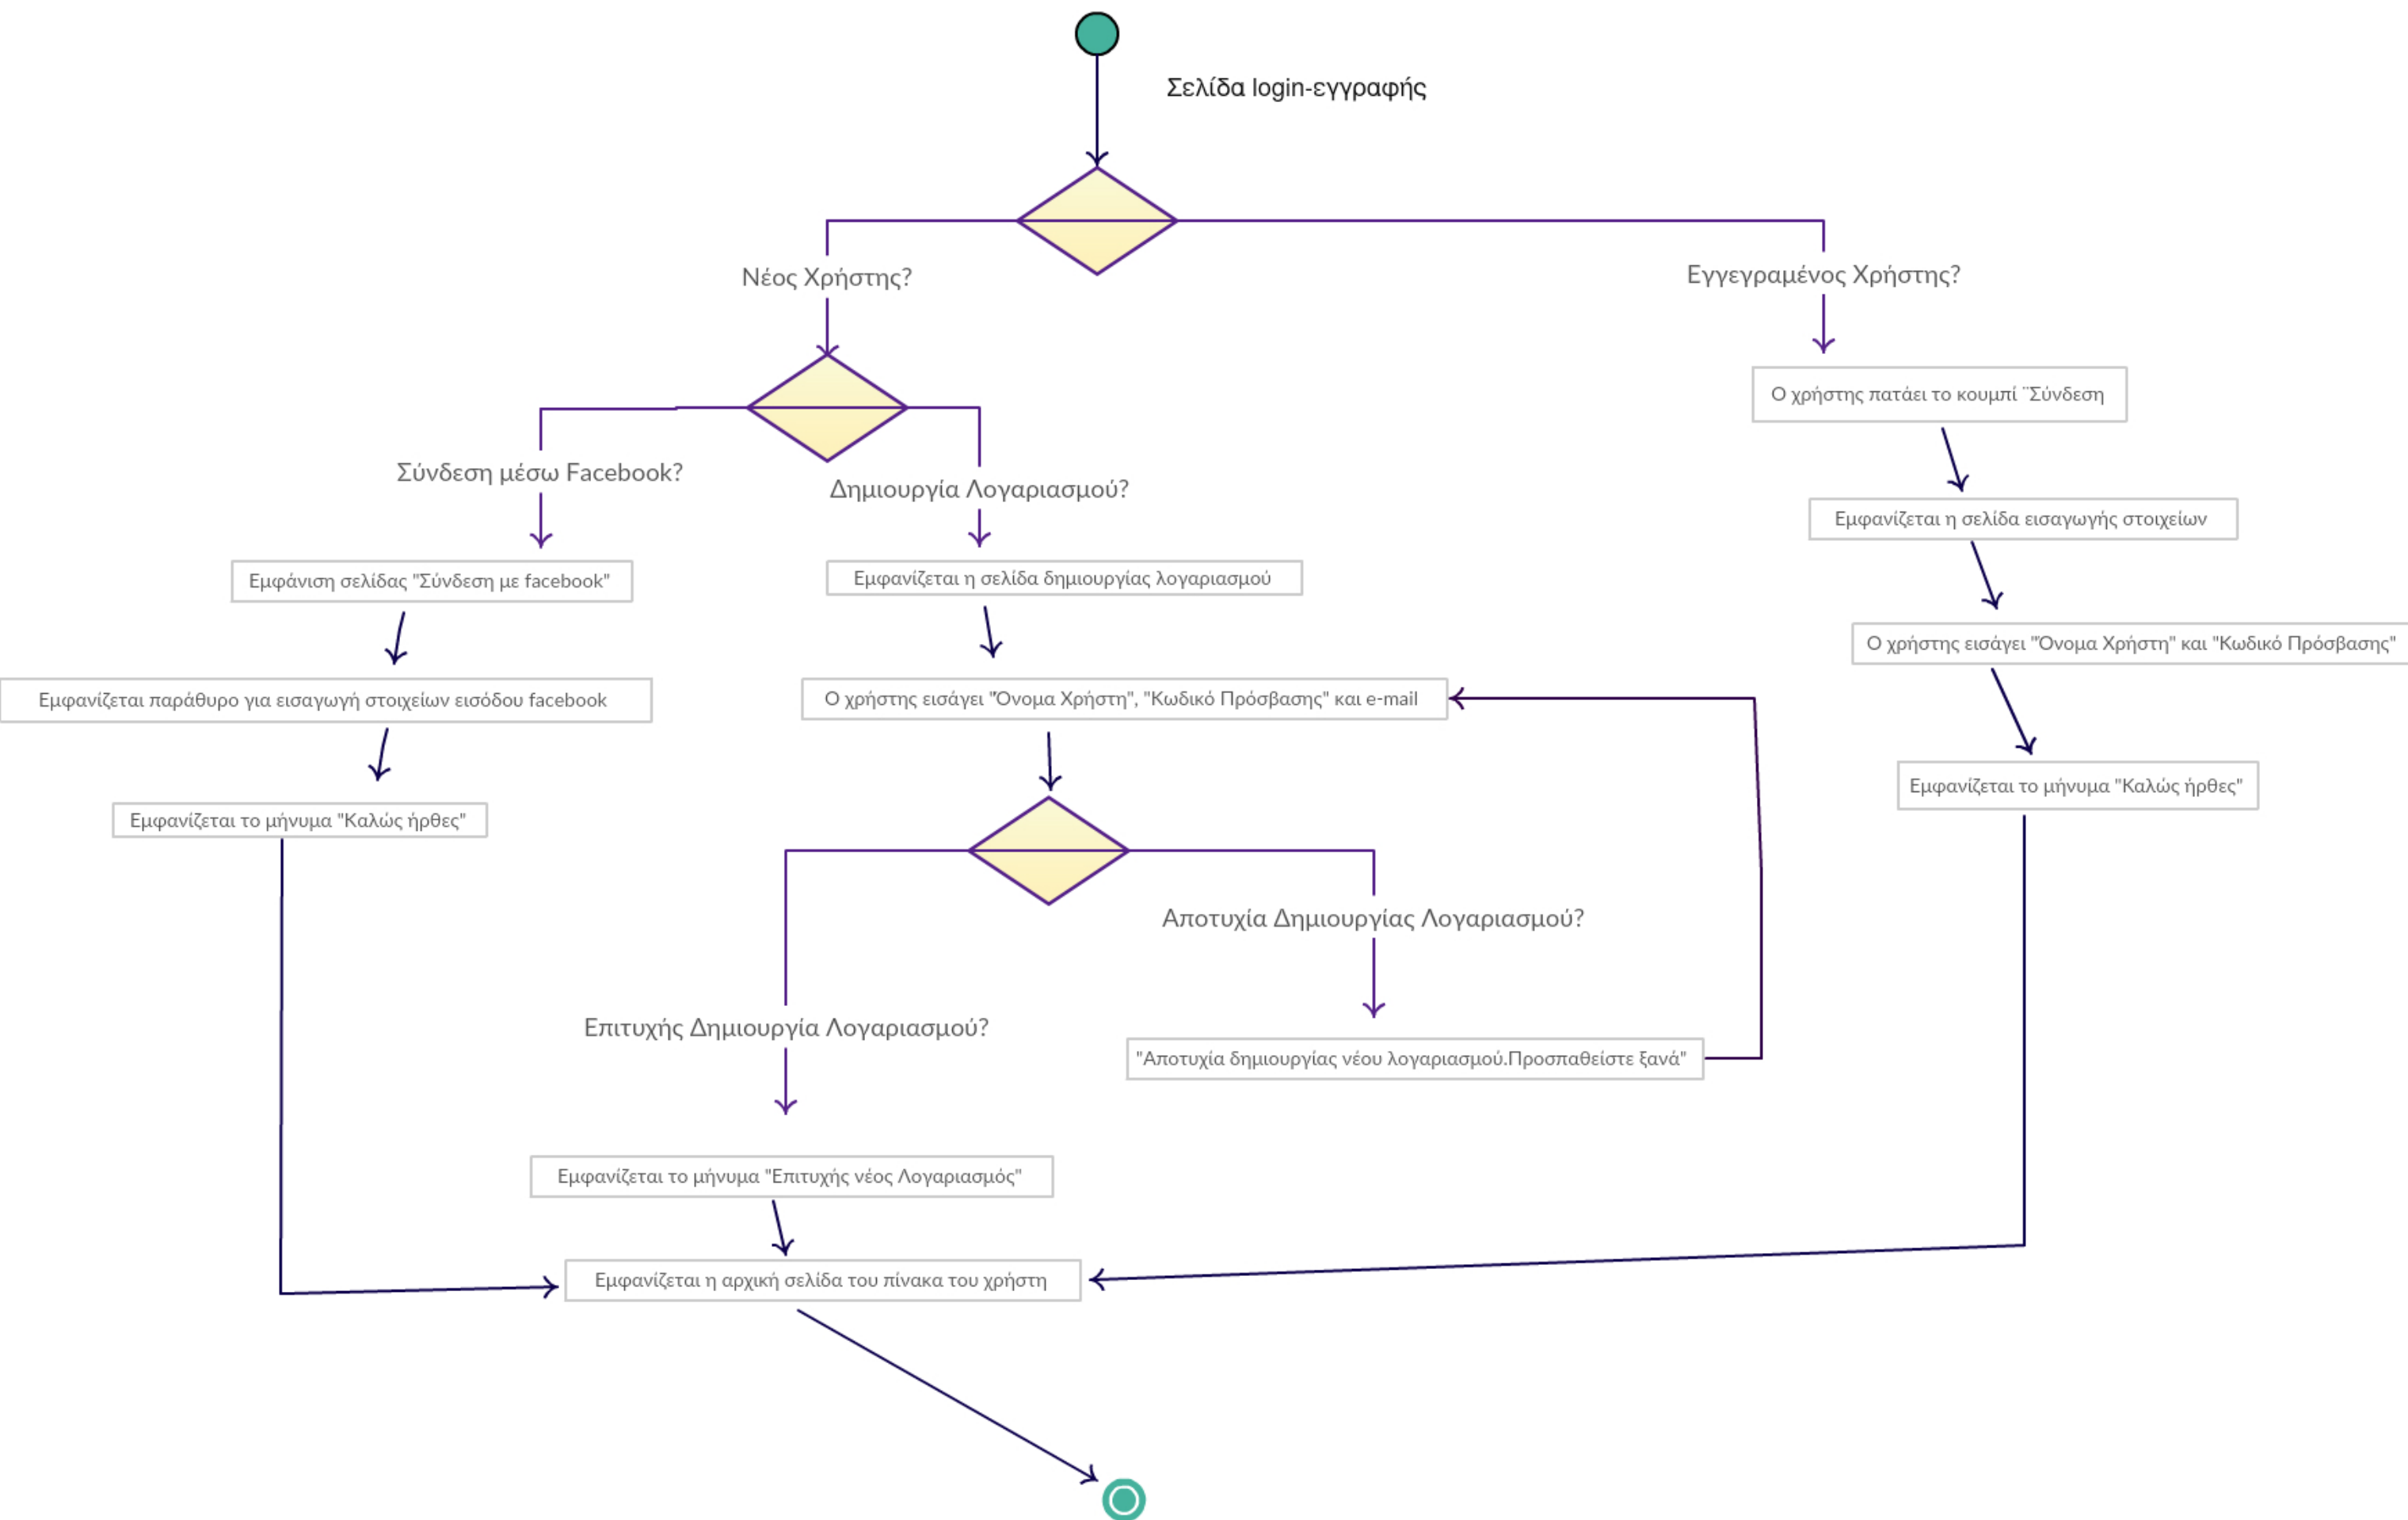 Σελίδα login-εγγραφής
Νέος Χρήστης?
Εγγεγραμένος Χρήστης?
Ο χρήστης πατάει το κουμπί ¨Σύνδεση
Σύνδεση μέσω Facebook?
Δημιουργία Λογαριασμού?
Εμφανίζεται η σελίδα εισαγωγής στοιχείων
Εμφάνιση σελίδας "Σύνδεση με facebook"
Εμφανίζεται η σελίδα δημιουργίας λογαριασμού
Ο χρήστης εισάγει "Όνομα Χρήστη" και "Κωδικό Πρόσβασης"
Εμφανίζεται παράθυρο για εισαγωγή στοιχείων εισόδου facebook
Ο χρήστης εισάγει "Όνομα Χρήστη", "Κωδικό Πρόσβασης" και e-mail
Εμφανίζεται το μήνυμα "Καλώς ήρθες"
Εμφανίζεται το μήνυμα "Καλώς ήρθες"
Αποτυχία Δημιουργίας Λογαριασμού?
Επιτυχής Δημιουργία Λογαριασμού?
"Αποτυχία δημιουργίας νέου λογαριασμού.Προσπαθείστε ξανά"
Εμφανίζεται το μήνυμα "Επιτυχής νέος Λογαριασμός"
Εμφανίζεται η αρχική σελίδα του πίνακα του χρήστη